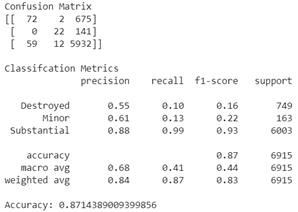 Confusion Matrix
[[ 72 2 675]
[ 0 22 141]
[ 59 12 5932]]
Classifcation Metrics
precision recall f1-score support
Destroyed 0.55 0.10 0.16 749
Minor 0.61 0.13 0.22 163
Substantial 0.88 0.99 0.93 6003
accuracy 0.87 6915
macro avg 0.68 0.41 0.44 6915
weighted avg 0.84 0.87 0.83 6915
Accuracy: 0.8714389009399856